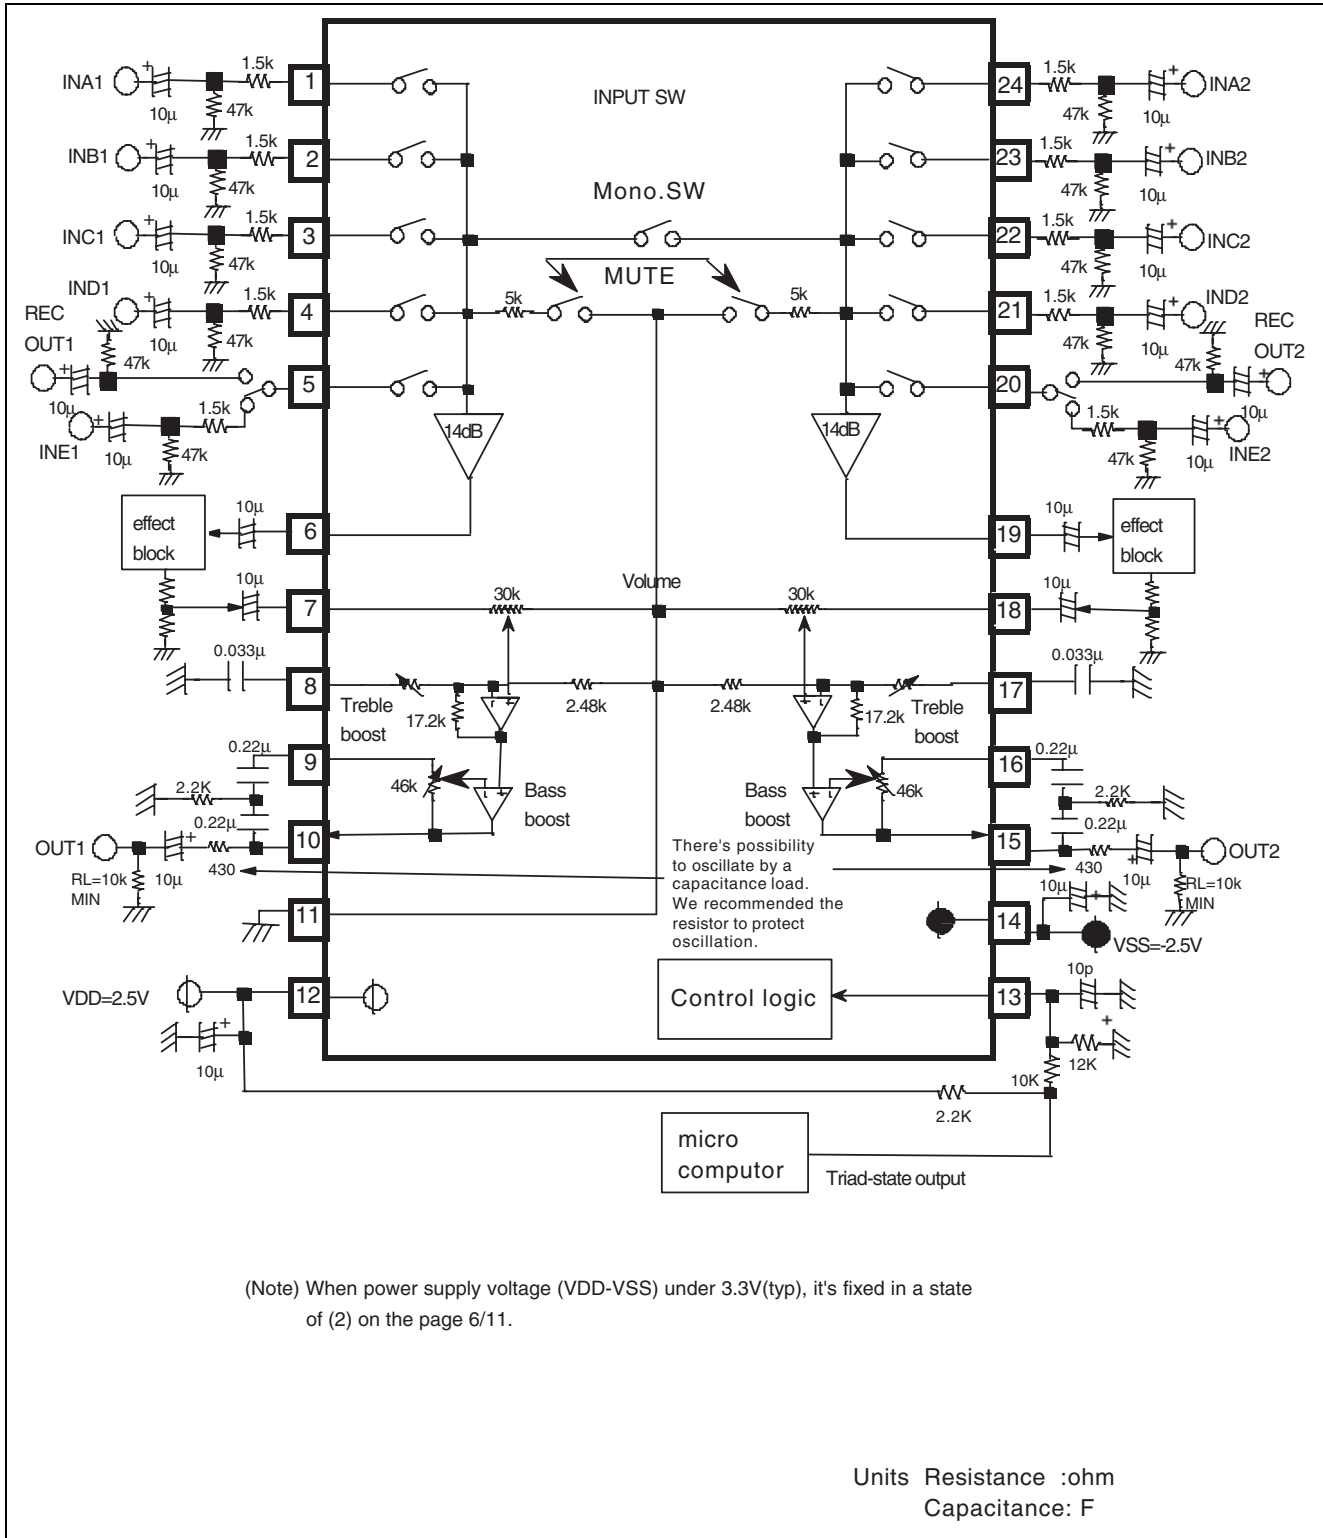 INA1 + 10µ 1.5k 47k 1
INPUT SW
24 1.5k 47k 10µ + INA2
INB1 + 10µ 1.5k 47k 2
23 1.5k 47k 10µ + INB2
Mono.SW
INC1 + 10µ 1.5k 47k 3
22 1.5k 47k 10µ + INC2
MUTE
IND1 + 10µ 1.5k 47k 4
5k
5k
21 1.5k 47k 10µ + IND2
REC
OUT1
+ 10µ 47k
5
20
REC
OUT2
47k 10µ +
INE1 + 10µ 47k 1.5k
1.5k 47k 10µ + INE2
14dB
14dB
effect
block
10µ
6
19
10µ
effect
block
10µ
7
30k
Volume
30k
18
10µ
0.033µ
8
Treble
boost
17.2k
2.48k
2.48k
17.2k
Treble
boost
17
0.033µ
0.22µ
9
46k
Bass
boost
Bass
boost
46k
16
0.22µ
2.2K
0.22µ
2.2K
0.22µ
OUT1
RL=10k
MIN
10µ
+
430
10
There's possibility
to oscillate by a
capacitance load.
We recommended the
resistor to protect
oscillation.
15
430
+
10µ
OUT2
RL=10k
MIN
11
14
10µ
+
VSS=-2.5V
VDD=2.5V
12
Control logic
13
10p
+
10µ
+
12K
10K
2.2K
micro
computor
Triad-state output
(Note) When power supply voltage (VDD-VSS) under 3.3V(typ), it's fixed in a state
of (2) on the page 6/11.
Units Resistance :ohm
Capacitance: F